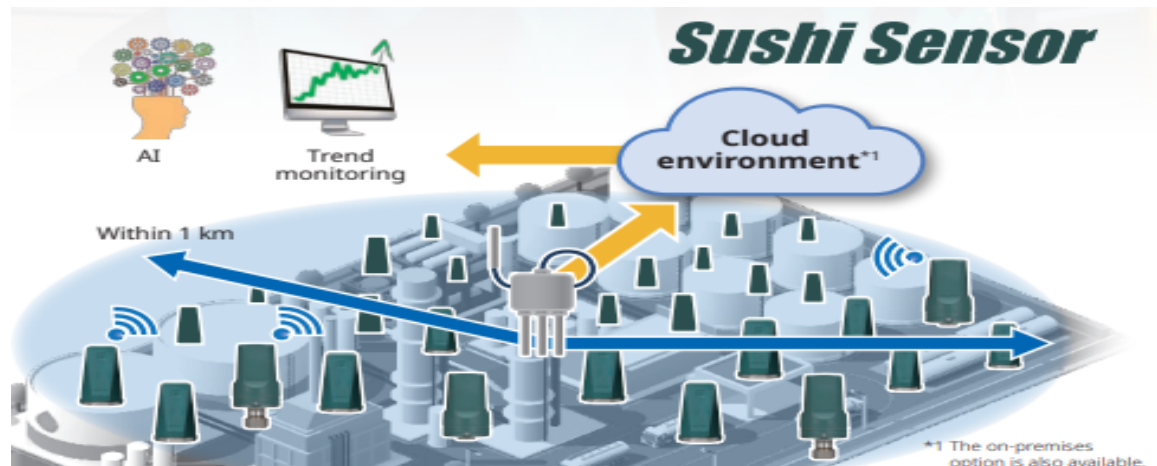 Sushi Sensor
AI
Trend
monitoring
Cloud
environment*1
Within 1 km
*1 The on-premises
option is also available.